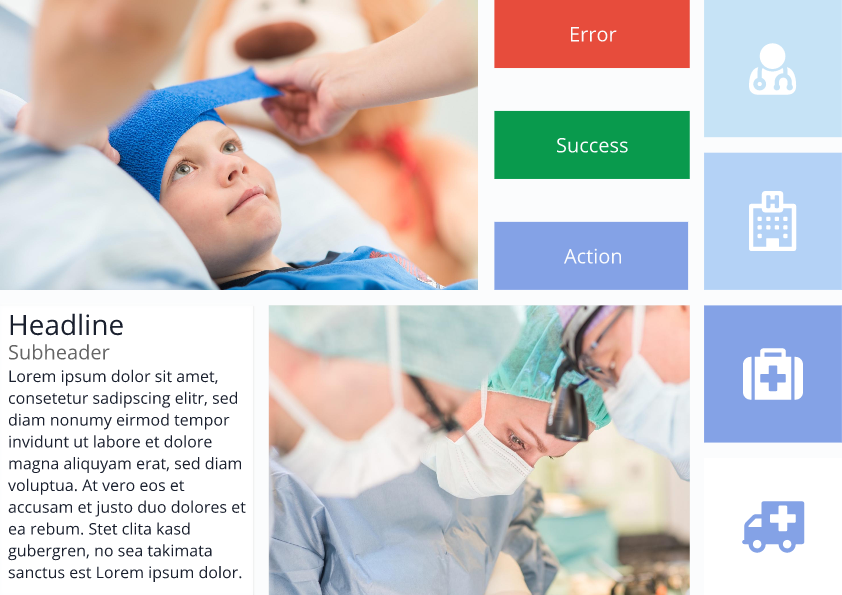 Error
Success
Action
H
Headline
Subheader
Lorem ipsum dolor sit amet,
consetetur sadipscing elitr, sed
diam nonumy eirmod tempor
invidunt ut labore et dolore
magna aliquyam erat, sed diam
voluptua. At vero eos et
accusam et justo duo dolores et
ea rebum. Stet clita kasd
gubergren, no sea takimata
sanctus est Lorem ipsum dolor.